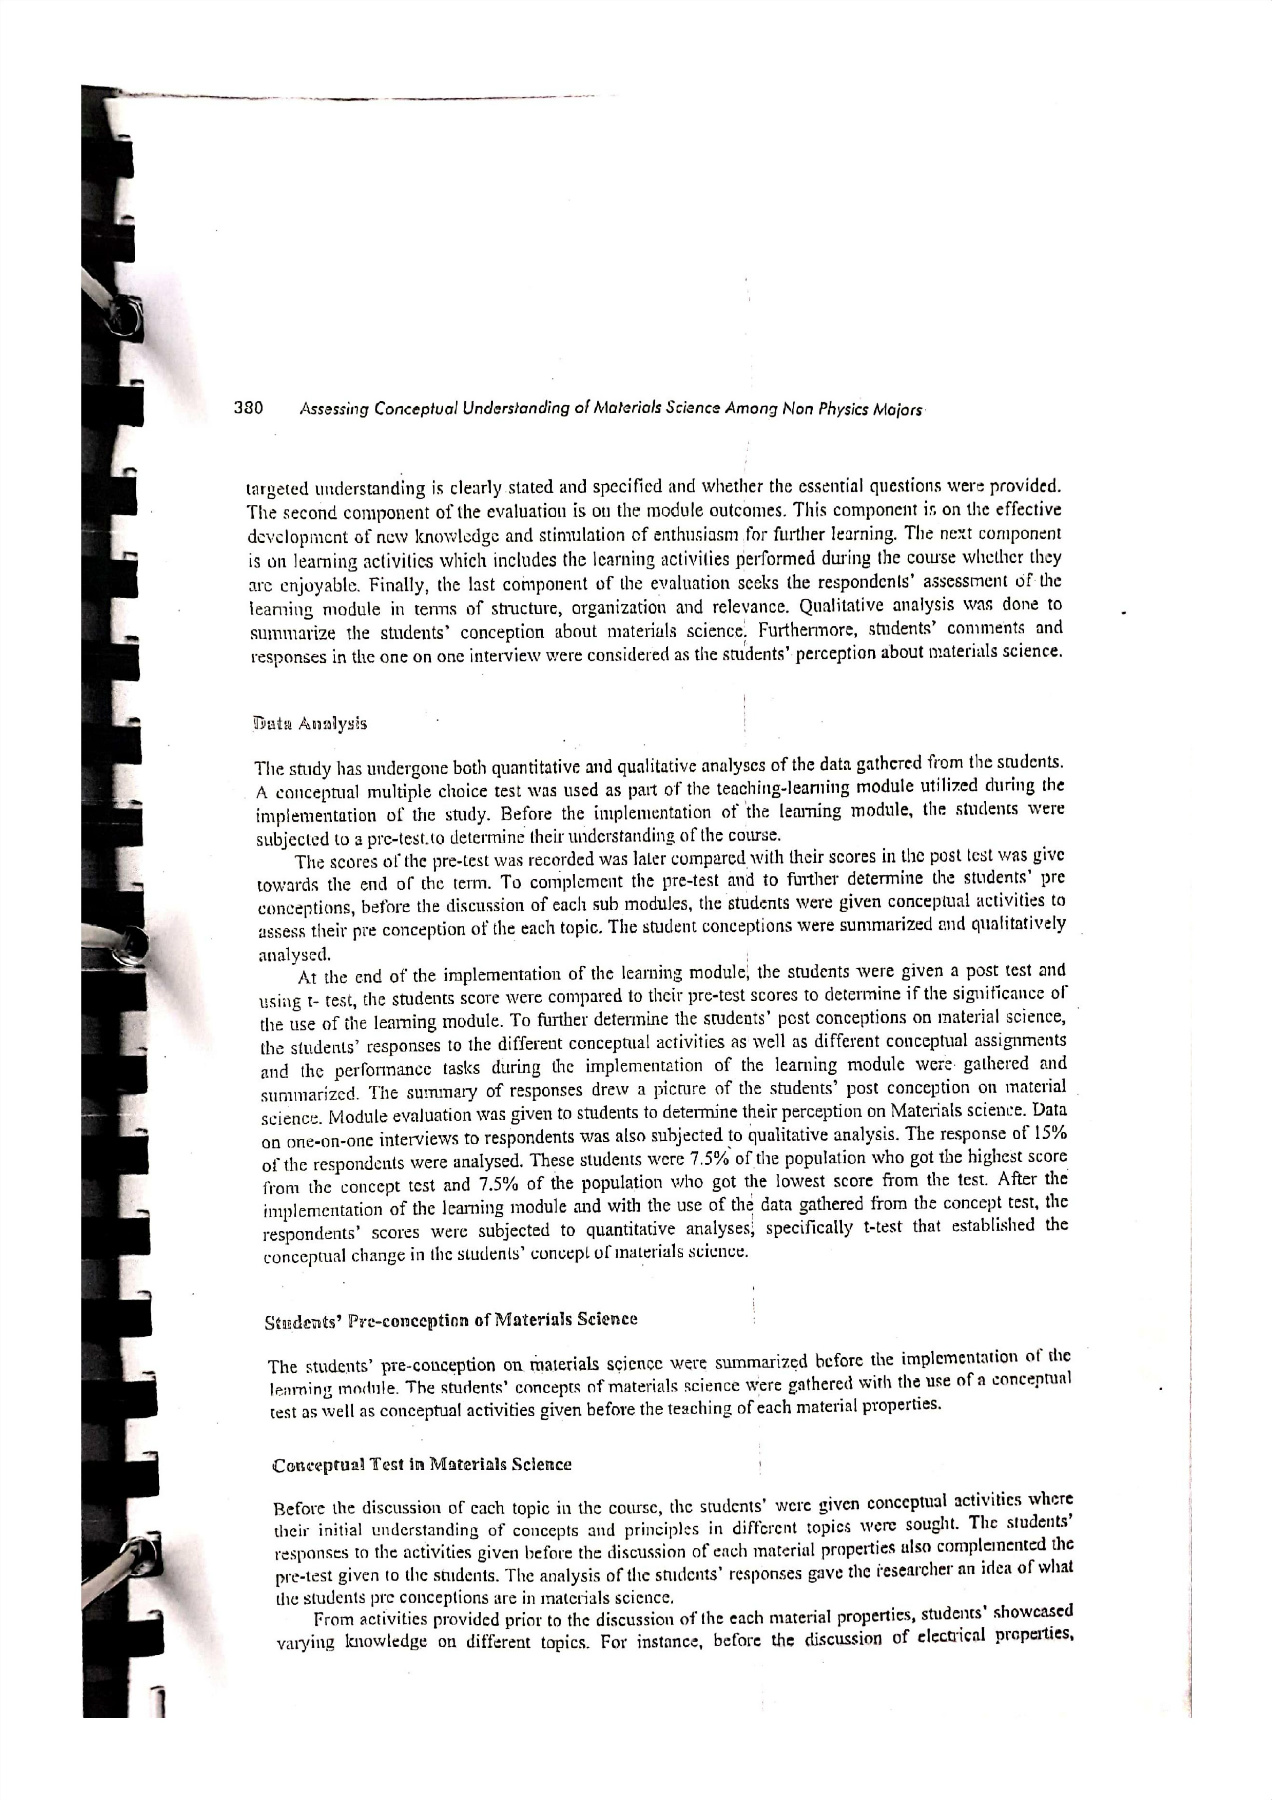 380 Assessing Conceptual Understanding of Materials Science Among Non Physics Majors
targeted understanding is clearly stated and specified and whether the essential questions were provided.
The second component of the evaluation is on the module outcomes. This component is on the effective
development of new knowledge and stimulation of enthusiasm for further learning. The next component
is on learning activities which includes the learning activities performed during the course whether they
are enjoyable. Finally, the last component of the evaluation seeks the respondents' assessment of the
learning module in terms of structure, organization and relevance. Qualitative analysis was done to
summarize the students' conception about materials science. Furthermore, students' comments and
responses in the one on one interview were considered as the students' perception about materials science.
Data Analysis
The study has undergone both quantitative and qualitative analyses of the data gathered from the students.
A conceptual multiple choice test was used as part of the teaching-learning module utilized during the
implementation of the study. Before the implementation of the learning module, the students were
subjected to a pre-test to determine their understanding of the course.
The scores of the pre-test was recorded was later compared with their scores in the post test was give
towards the end of the term. To complement the pre-test and to further determine the students' pre
conceptions, before the discussion of each sub modules, the students were given conceptual activities to
assess their pre conception of the each topic. The student conceptions were summarized and qualitatively
analysed.
At the end of the implementation of the learning module, the students were given a post test and
using t- test, the students score were compared to their pre-test scores to determine if the significance of
the use of the learning module. To further determine the students' post conceptions on material science,
the students' responses to the different conceptual activities as well as different conceptual assignments
and the performance tasks during the implementation of the learning module were gathered and
summarized. The summary of responses drew a picture of the students' post conception on material
science. Module evaluation was given to students to determine their perception on Materials science. Data
on one-on-one interviews to respondents was also subjected to qualitative analysis. The response of 15%
of the respondents were analysed. These students were 7.5% of the population who got the highest score
from the concept test and 7.5% of the population who got the lowest score from the test. After the
implementation of the learning module and with the use of the data gathered from the concept test, the
respondents' scores were subjected to quantitative analyses, specifically t-test that established the
conceptual change in the students' concept of materials science.
Students' Pre-conception of Materials Science
The students' pre-conception on materials science were summarized before the implementation of the
learning module. The students' concepts of materials science were gathered with the use of a conceptual
test as well as conceptual activities given before the teaching of each material properties.
Conceptual Test in Materials Science
Before the discussion of each topic in the course, the students' were given conceptual activities where
their initial understanding of concepts and principles in different topics were sought. The students'
responses to the activities given before the discussion of each material properties also complemented the
pre-test given to the students. The analysis of the students' responses gave the researcher an idea of what
the students pre conceptions are in materials science.
From activities provided prior to the discussion of the each material properties, students' showcased
varying knowledge on different topics. For instance, before the discussion of electrical properties,